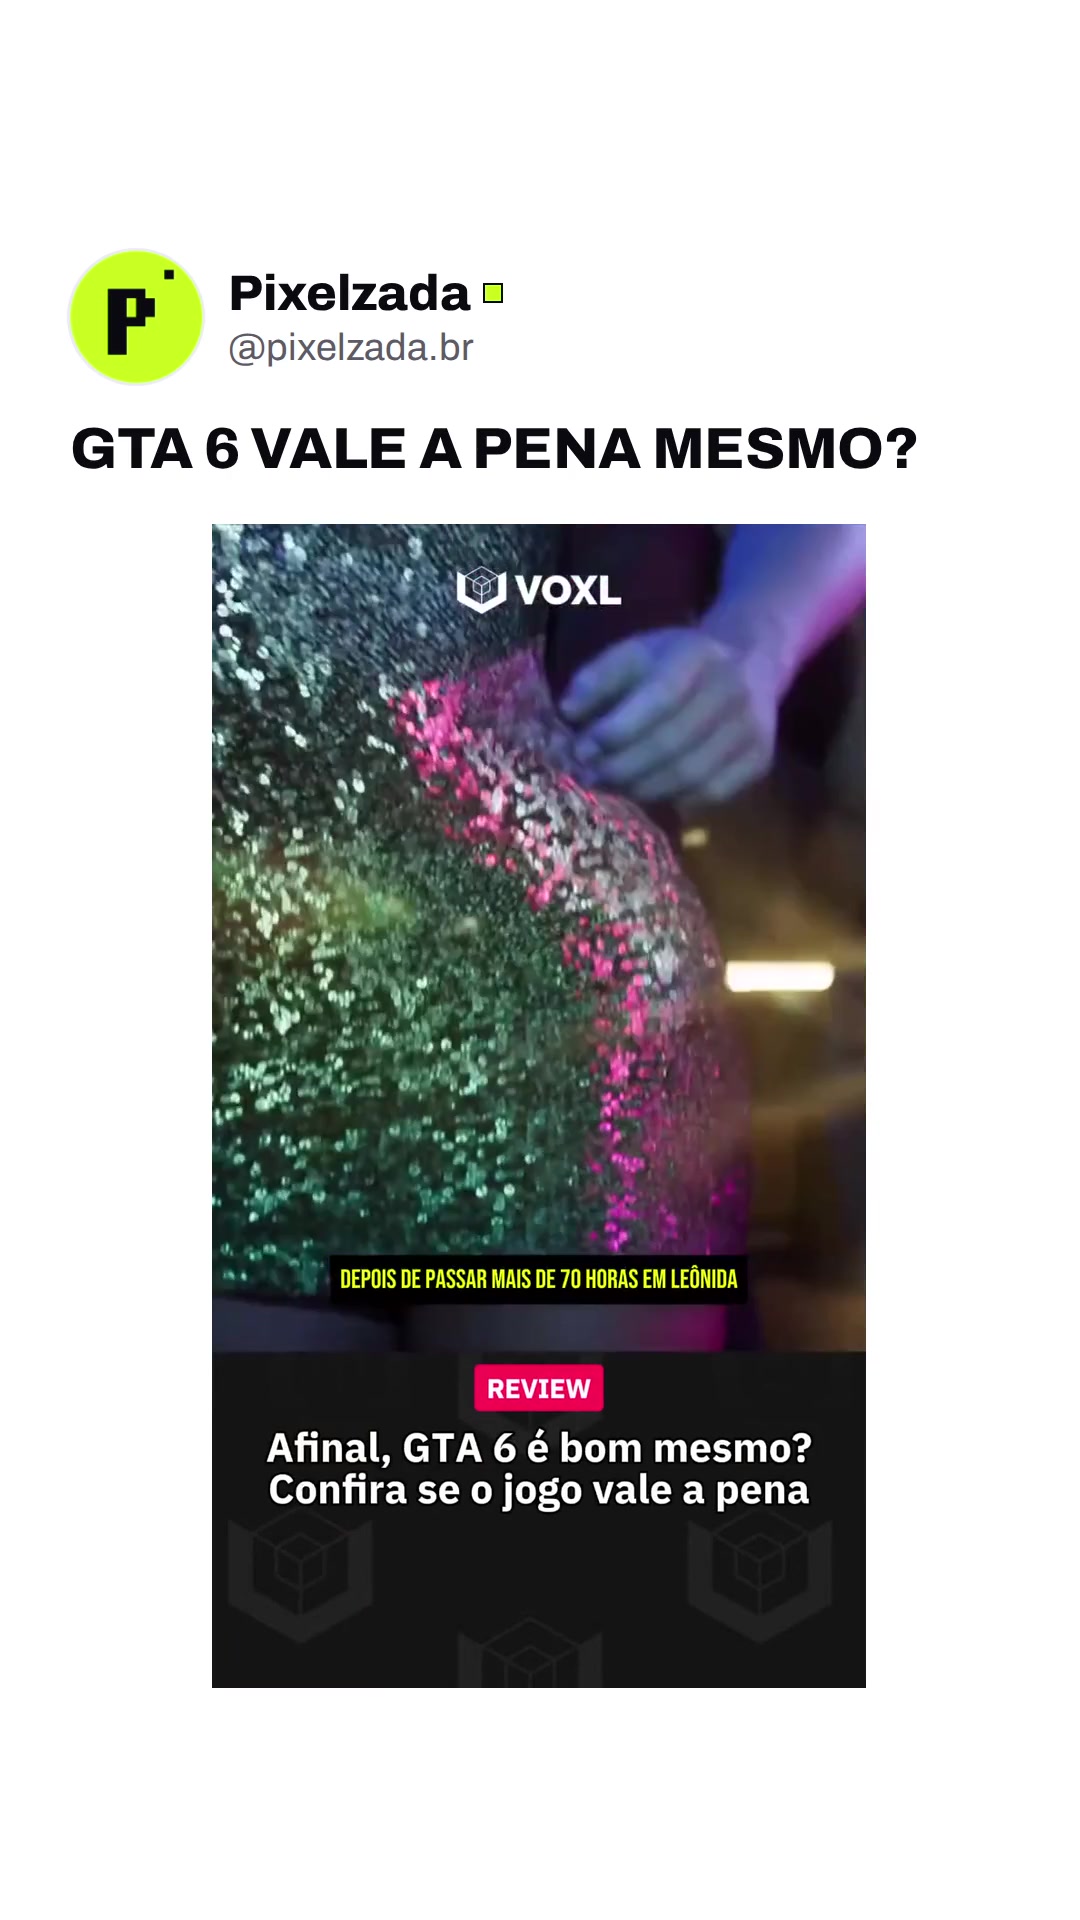 Pixelzada
@pixelzada.br
GTA 6 VALE A PENA MESMO?
VOXL
DEPOIS DE PASSAR MAIS DE 70 HORAS EM LEÔNIDA
REVIEW
Afinal, GTA 6 é bom mesmo?
Confira se o jogo vale a pena